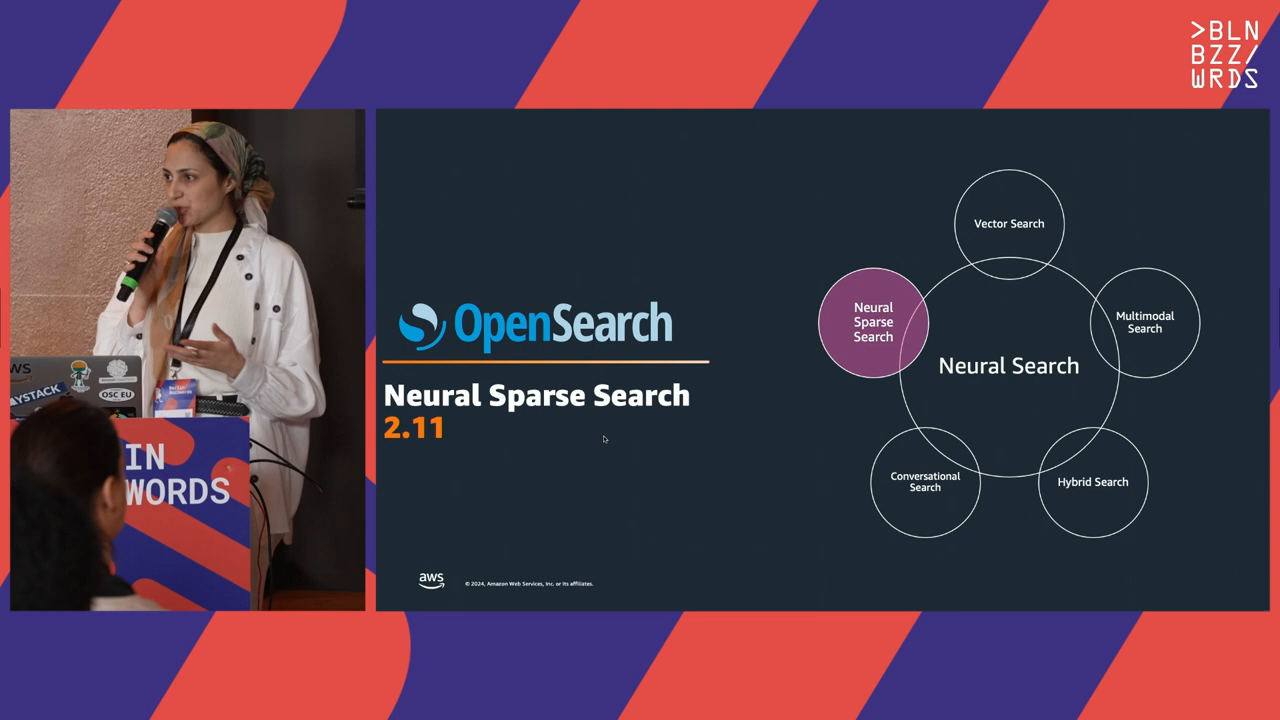 >BLN
BZZ/
WRDS
OpenSearch
Neural Sparse Search
2.11
Vector Search
Neural
Sparse
Search
Multimodal
Search
Neural Search
Conversational
Search
Hybrid Search
aws
© 2024, Amazon Web Services, Inc. or its affiliates.
OSC EU
IN
WORDS